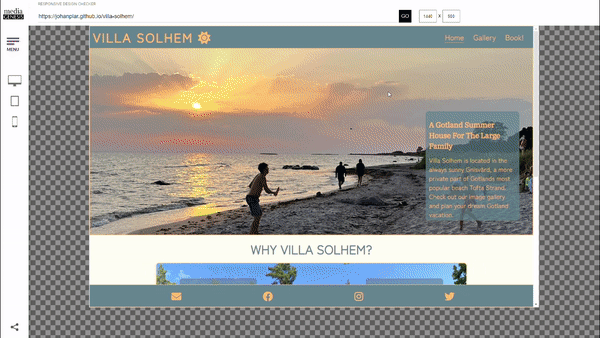 media
GENESIS
RESPONSIVE DESIGN CHECKER
https://johanplar.github.io/villa-solhem/
GO
X
MENU
VILLA SOLHEM
Home
Gallery
Book!
A Gotland Summer
House For The Large
Family
Villa Solhem is located in the
always sunny Gnisvärd, a more
private part of Gotlands most
popular beach Tofta Strand.
Check out our image gallery
and plan your dream Gotland
vacation.
WHY VILLA SOLHEM?